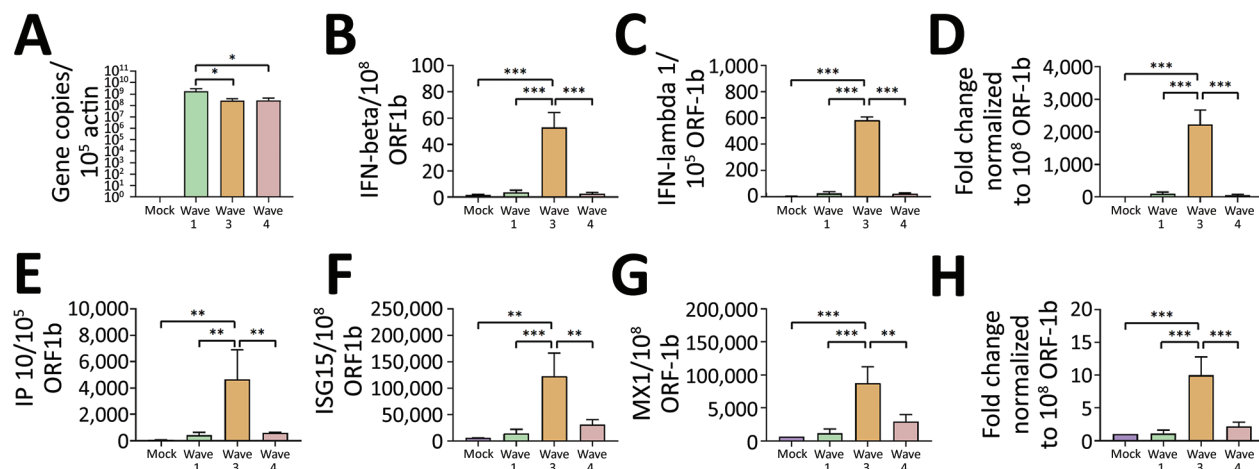 A
Gene copies/
10⁵ actin
10¹¹
10¹⁰
10⁹
10⁸
10⁷
10⁶
10⁵
10⁴
10³
10²
10¹
10⁰
*
*
Mock Wave 1 Wave 3 Wave 4
B
IFN-beta/10⁸
ORF1b
100
80
60
40
20
0
***
*** ***
Mock Wave 1 Wave 3 Wave 4
C
IFN-lambda 1/
10⁵ ORF-1b
1,000
800
600
400
200
0
***
*** ***
Mock Wave 1 Wave 3 Wave 4
D
Fold change
normalized
to 10⁸ ORF-1b
4,000
3,000
2,000
1,000
0
***
*** ***
Mock Wave 1 Wave 3 Wave 4
E
IP 10/10⁵
ORF1b
10,000
8,000
6,000
4,000
2,000
0
**
** **
Mock Wave 1 Wave 3 Wave 4
F
ISG15/10⁸
ORF1b
250,000
200,000
150,000
100,000
50,000
0
**
*** **
Mock Wave 1 Wave 3 Wave 4
G
MX1/10⁸
ORF-1b
200,000
150,000
100,000
5,000
0
***
*** **
Mock Wave 1 Wave 3 Wave 4
H
Fold change
normalized
to 10⁸ ORF-1b
20
15
10
5
0
***
*** ***
Mock Wave 1 Wave 3 Wave 4